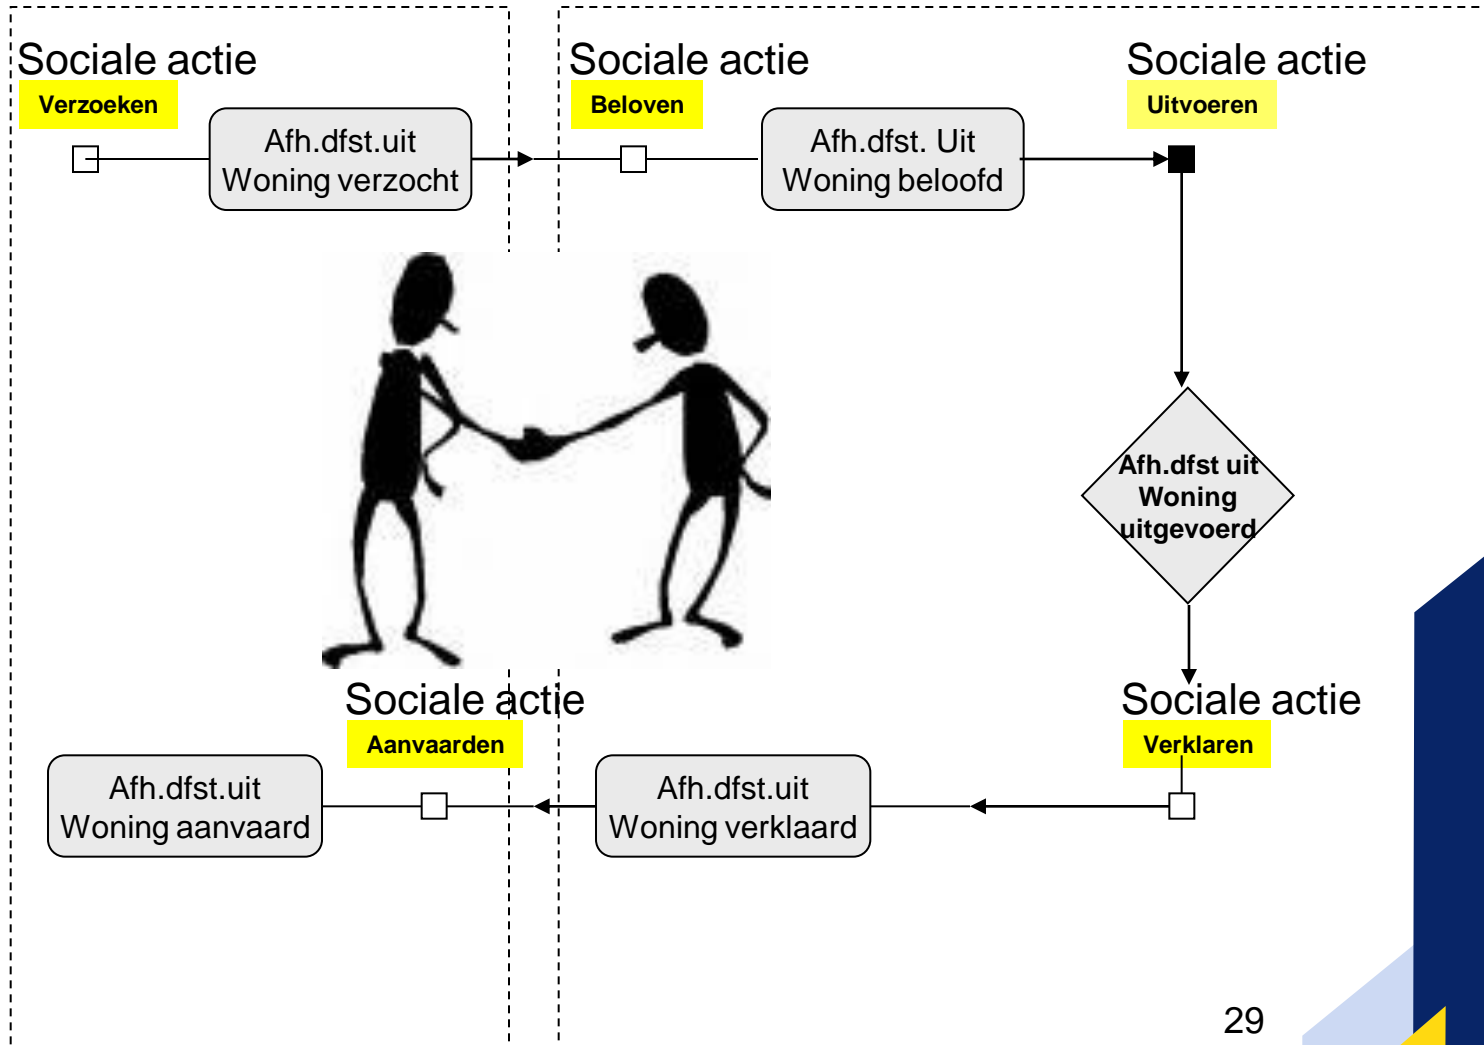 Sociale actie
Verzoeken
Afh.dfst.uit
Woning verzocht
Sociale actie
Beloven
Afh.dfst. Uit
Woning beloofd
Sociale actie
Uitvoeren
Afh.dfst uit
Woning
uitgevoerd
Sociale actie
Verklaren
Afh.dfst.uit
Woning verklaard
Sociale actie
Aanvaarden
Afh.dfst.uit
Woning aanvaard
29